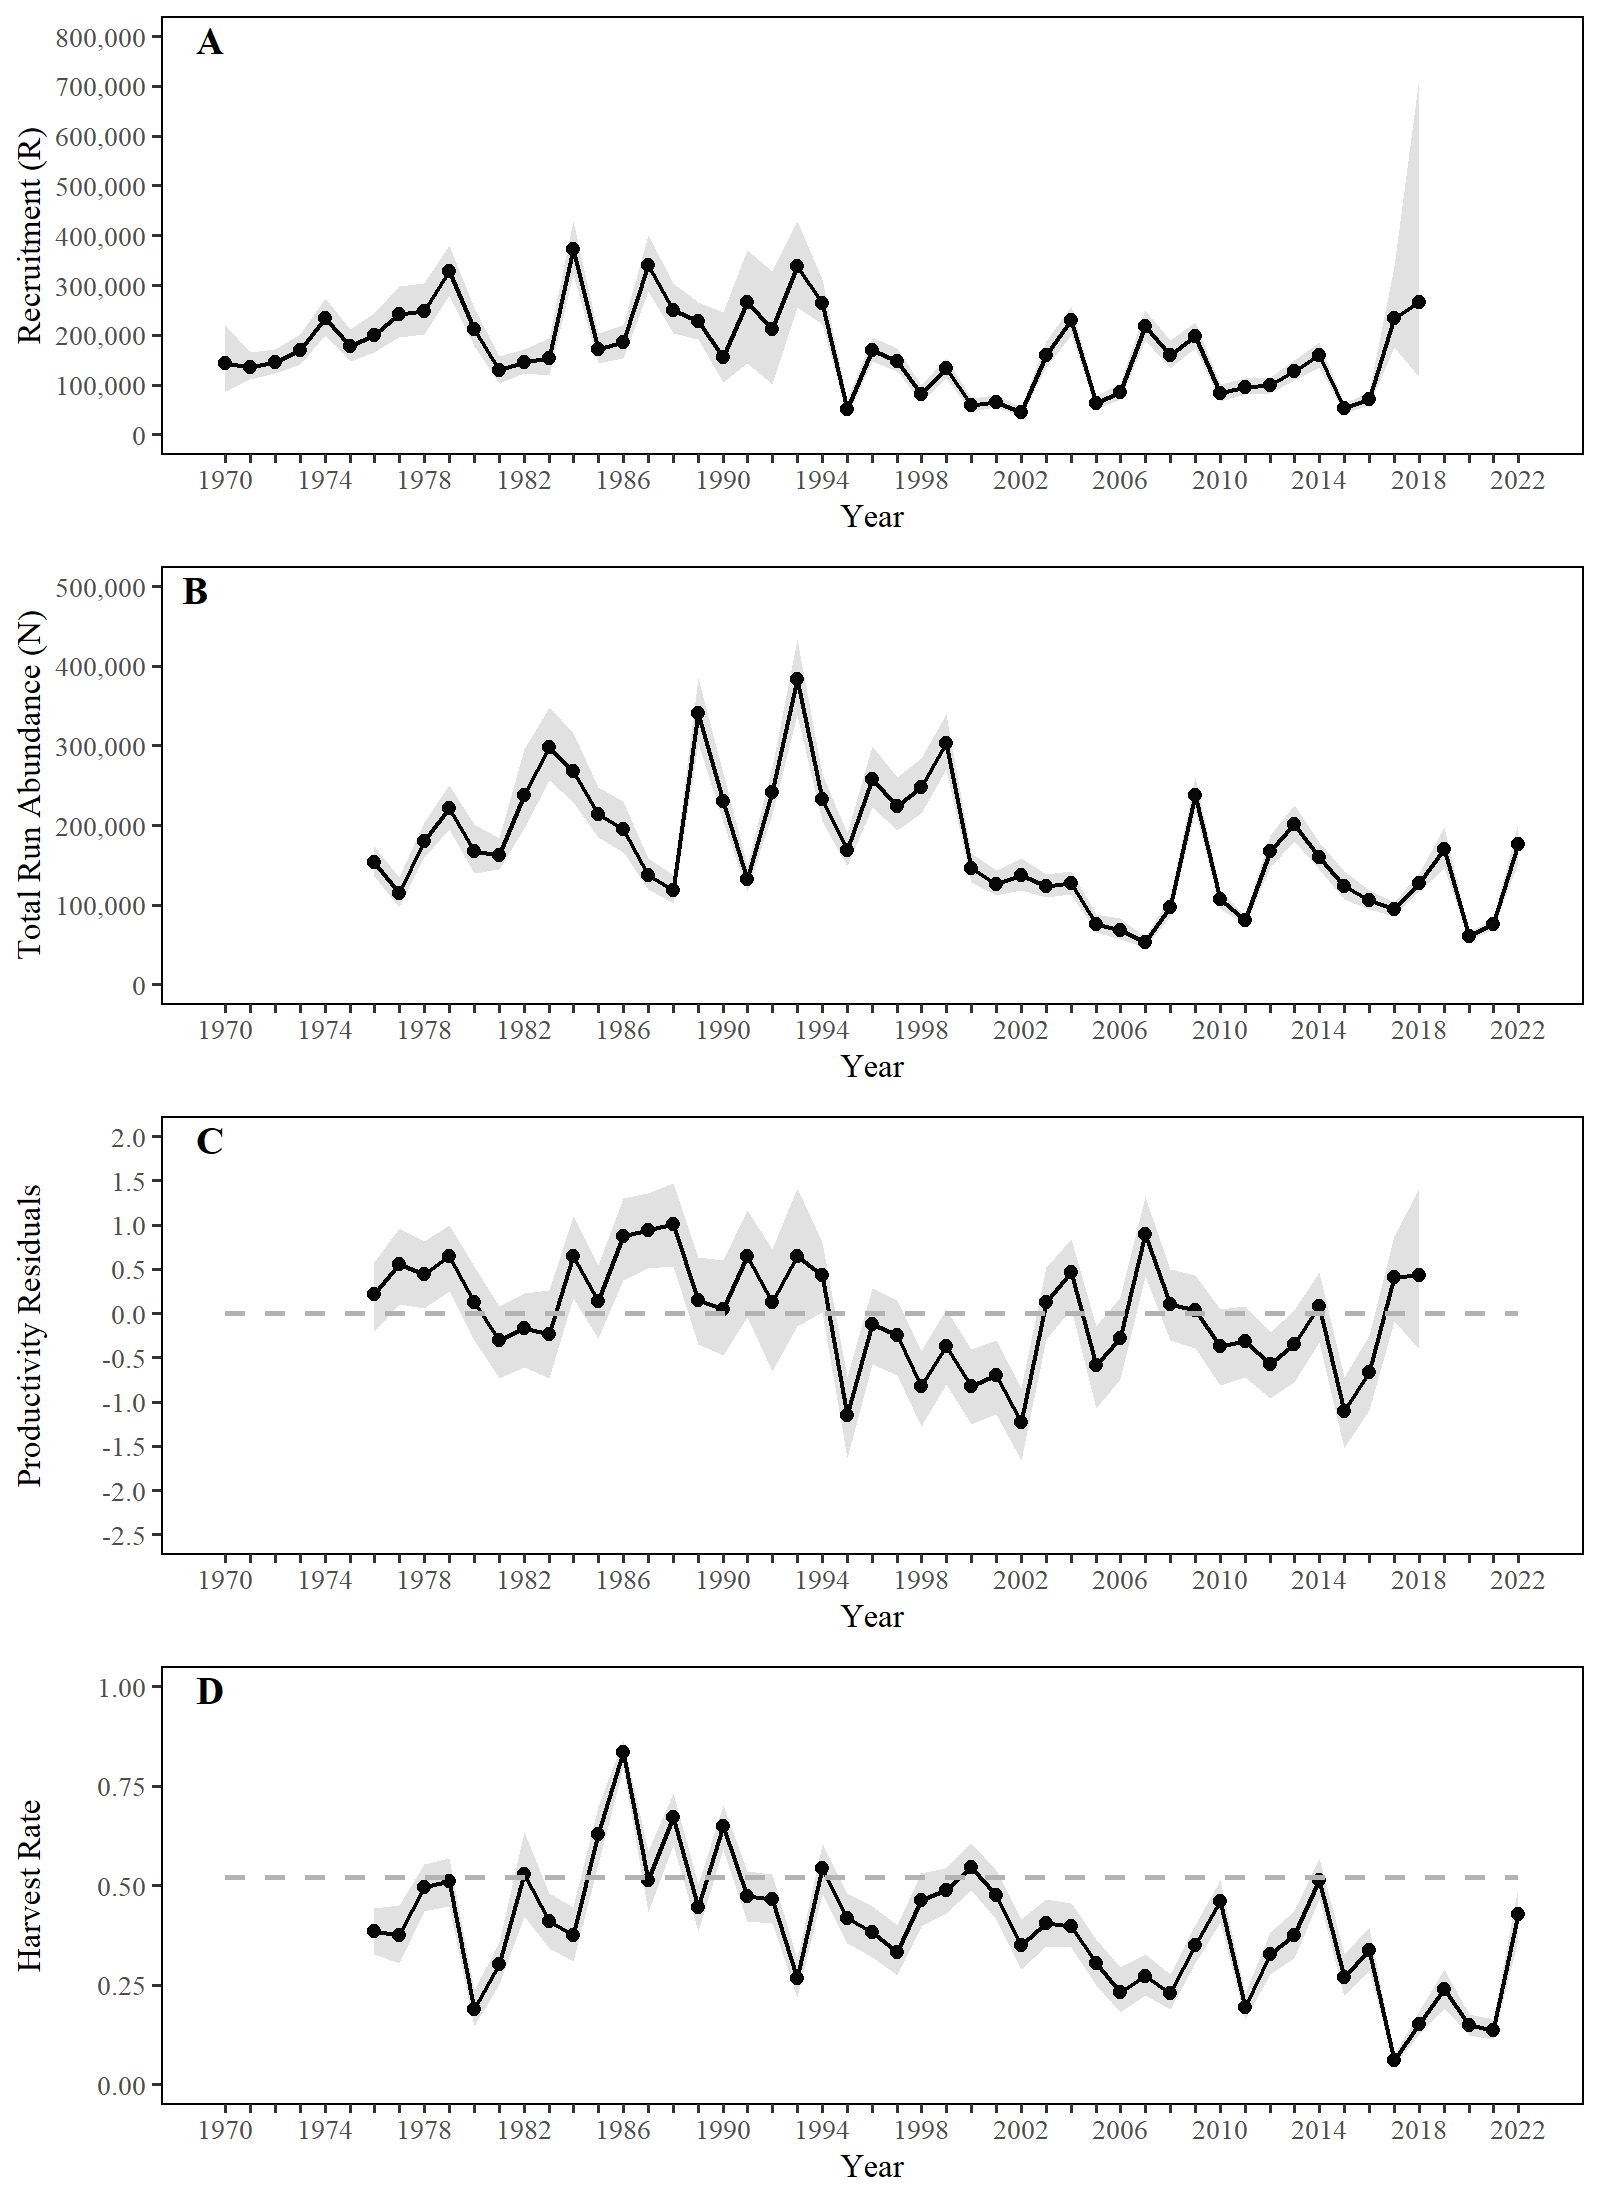 A
Recruitment (R)
800,000
700,000
600,000
500,000
400,000
300,000
200,000
100,000
0
1970 1974 1978 1982 1986 1990 1994 1998 2002 2006 2010 2014 2018 2022
Year
B
Total Run Abundance (N)
500,000
400,000
300,000
200,000
100,000
0
1970 1974 1978 1982 1986 1990 1994 1998 2002 2006 2010 2014 2018 2022
Year
C
Productivity Residuals
2.0
1.5
1.0
0.5
0.0
-0.5
-1.0
-1.5
-2.0
-2.5
1970 1974 1978 1982 1986 1990 1994 1998 2002 2006 2010 2014 2018 2022
Year
D
Harvest Rate
1.00
0.75
0.50
0.25
0.00
1970 1974 1978 1982 1986 1990 1994 1998 2002 2006 2010 2014 2018 2022
Year